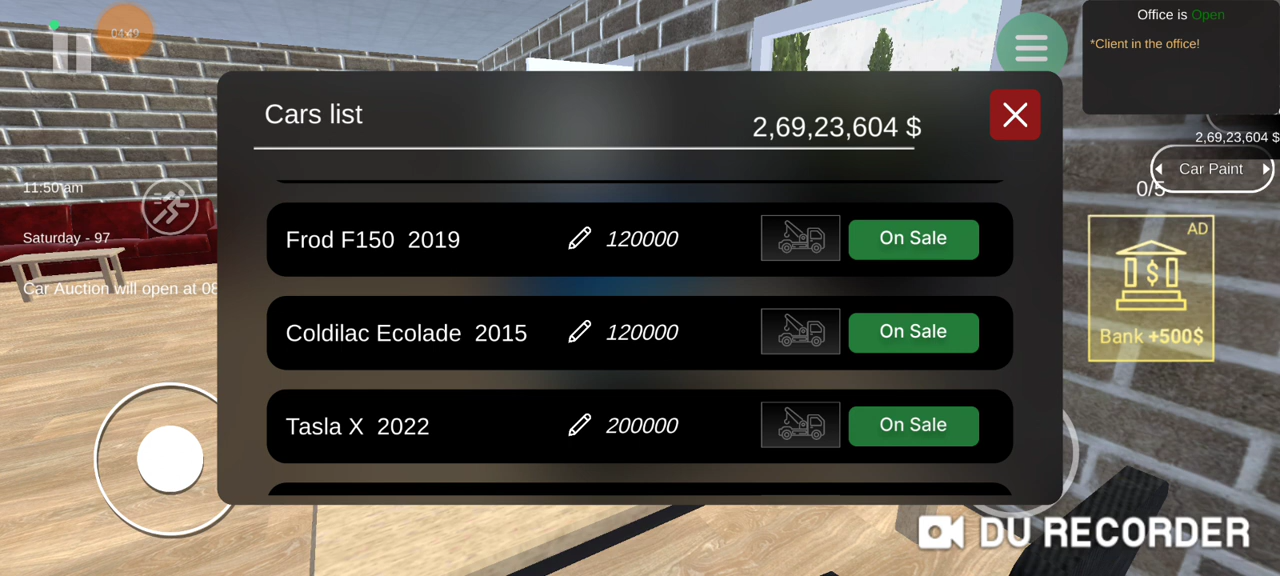 04:49
Office is Open
*Client in the office!
Cars list
2,69,23,604 $
2,69,23,604 $
Car Paint
0/5
11:50 am
Saturday - 97
Car Auction will open at 08
Frod F150 2019
120000
On Sale
Coldilac Ecolade 2015
120000
On Sale
Tasla X 2022
200000
On Sale
AD
Bank +500$
DU RECORDER